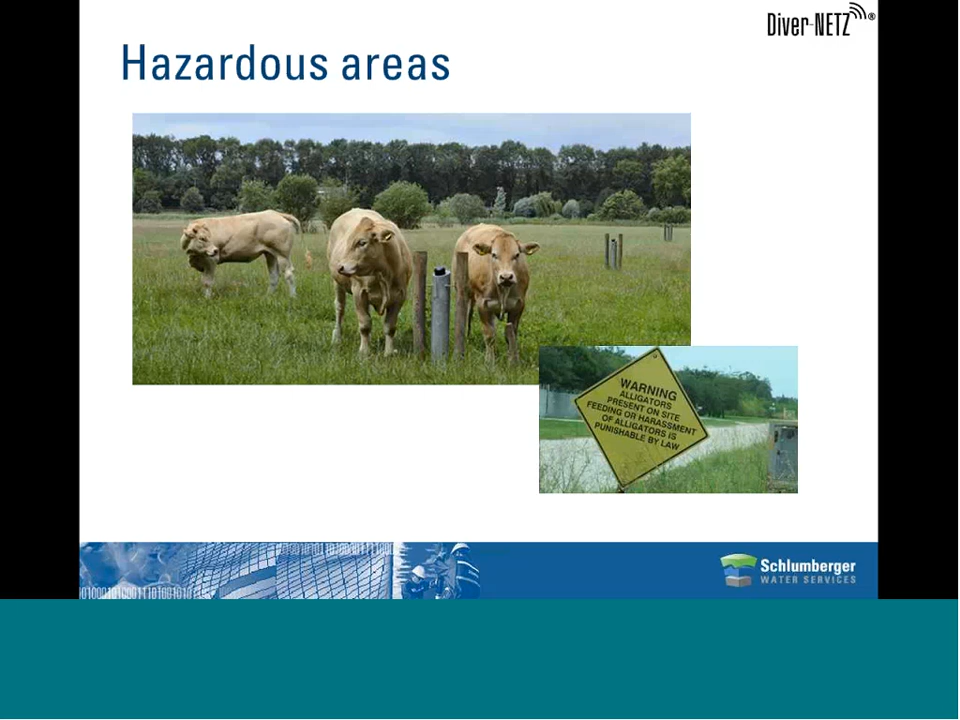 Diver-NETZ®
Hazardous areas
WARNING
ALLIGATORS
PRESENT ON SITE
FEEDING OR HARASSMENT
OF ALLIGATORS IS
PUNISHABLE BY LAW
Schlumberger
WATER SERVICES